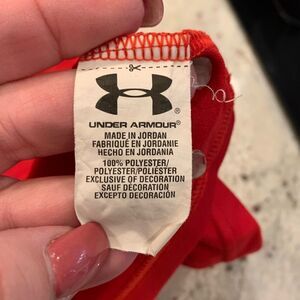 UNDER ARMOUR®
MADE IN JORDAN
FABRIQUÉ EN JORDANIE
HECHO EN JORDANIA
100% POLYESTER/
POLYESTER/POLIÉSTER
EXCLUSIVE OF DECORATION
SAUF DÉCORATION
EXCEPTO DECORACIÓN